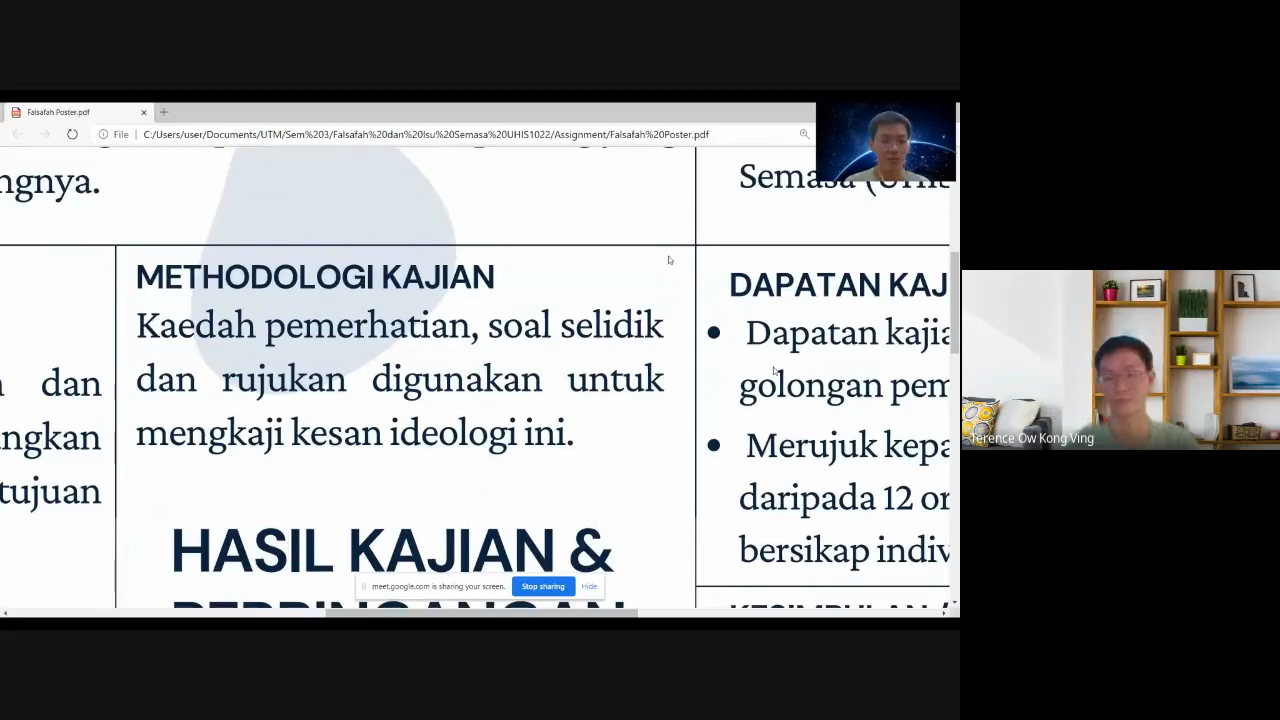 Falsafah Poster.pdf
File
C:/Users/user/Documents/UTM/Sem%203/Falsafah%20dan%20Isu%20Semasa%20UHIS1022/Assignment/Falsafah%20Poster.pdf
ngnya.
Semasa
METHODOLOGI KAJIAN
Kaedah pemerhatian, soal selidik
dan rujukan digunakan untuk
mengkaji kesan ideologi ini.
dan
ngkan
tujuan
HASIL KAJIAN &
DAPATAN KAJ
Dapatan kajia
golongan pem
Merujuk kepa
daripada 12 or
bersikap indiv
meet.google.com is sharing your screen.
Stop sharing
Hide
Terence Ow Kong Ving